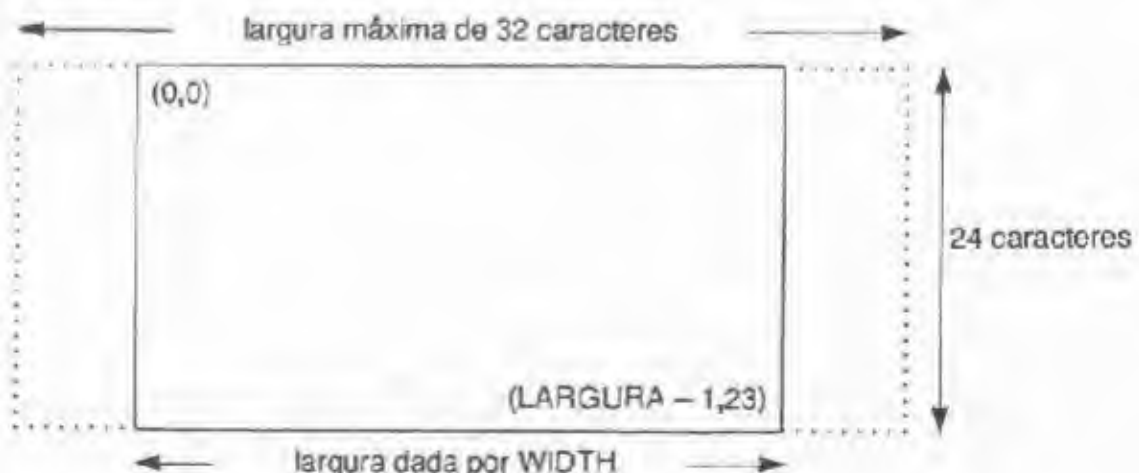 largura máxima de 32 caracteres
(0,0)
24 caracteres
(LARGURA – 1,23)
largura dada por WIDTH